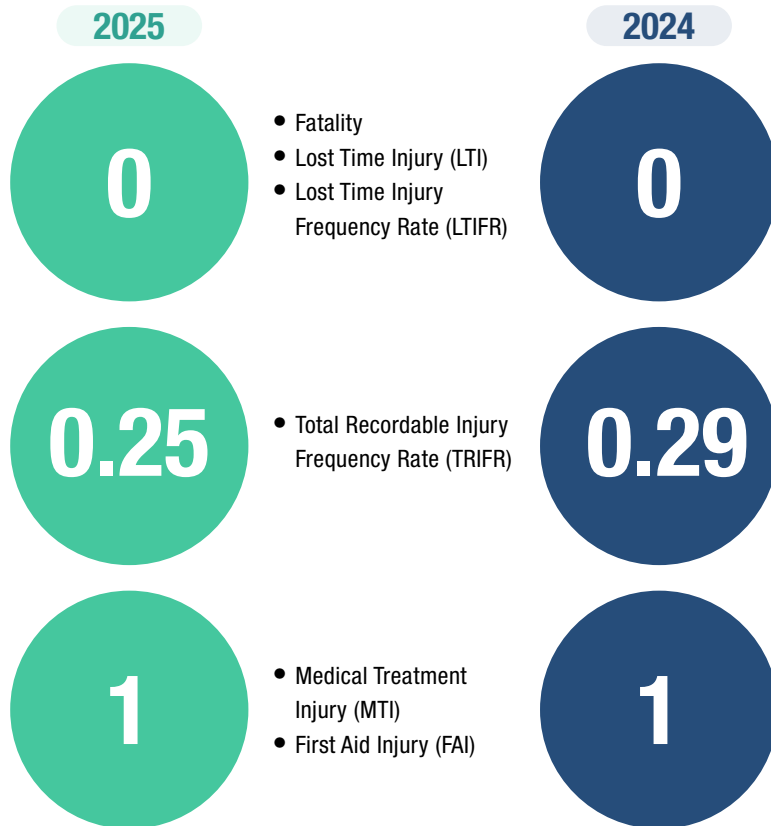 2025
2024
0
• Fatality
• Lost Time Injury (LTI)
• Lost Time Injury
Frequency Rate (LTIFR)
0
0.25
• Total Recordable Injury
Frequency Rate (TRIFR)
0.29
1
• Medical Treatment
Injury (MTI)
• First Aid Injury (FAI)
1